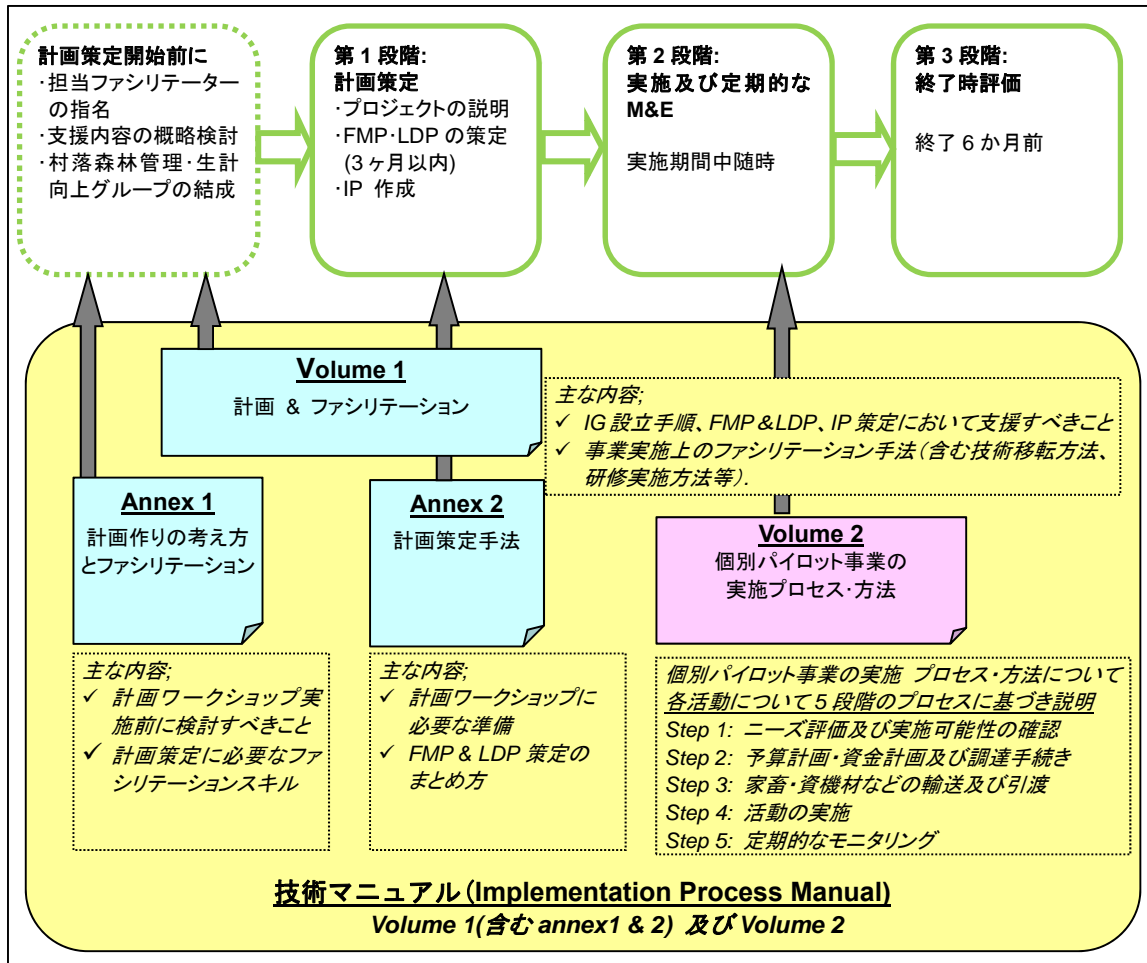 計画策定開始前に
・担当ファシリテーター
の指名
・支援内容の概略検討
・村落森林管理・生計
向上グループの結成
第 1 段階:
計画策定
・プロジェクトの説明
・FMP・LDP の策定
(3ヶ月以内)
・IP 作成
第 2 段階:
実施及び定期的な
M&E
実施期間中随時
第 3 段階:
終了時評価
終了 6 か月前
Volume 1
計画 & ファシリテーション
主な内容;
✓ IG 設立手順、FMP&LDP、IP 策定において支援すべきこと
✓ 事業実施上のファシリテーション手法(含む技術移転方法、
研修実施方法等).
Annex 1
計画作りの考え方
とファシリテーション
Annex 2
計画策定手法
Volume 2
個別パイロット事業の
実施プロセス・方法
主な内容;
✓ 計画ワークショップ実
施前に検討すべきこと
✓ 計画策定に必要なファ
シリテーションスキル
主な内容;
✓ 計画ワークショップに
必要な準備
✓ FMP & LDP 策定の
まとめ方
個別パイロット事業の実施 プロセス・方法について
各活動について 5 段階のプロセスに基づき説明
Step 1: ニーズ評価及び実施可能性の確認
Step 2: 予算計画・資金計画及び調達手続き
Step 3: 家畜・資機材などの輸送及び引渡
Step 4: 活動の実施
Step 5: 定期的なモニタリング
技術マニュアル(Implementation Process Manual)
Volume 1(含む annex1 & 2) 及び Volume 2